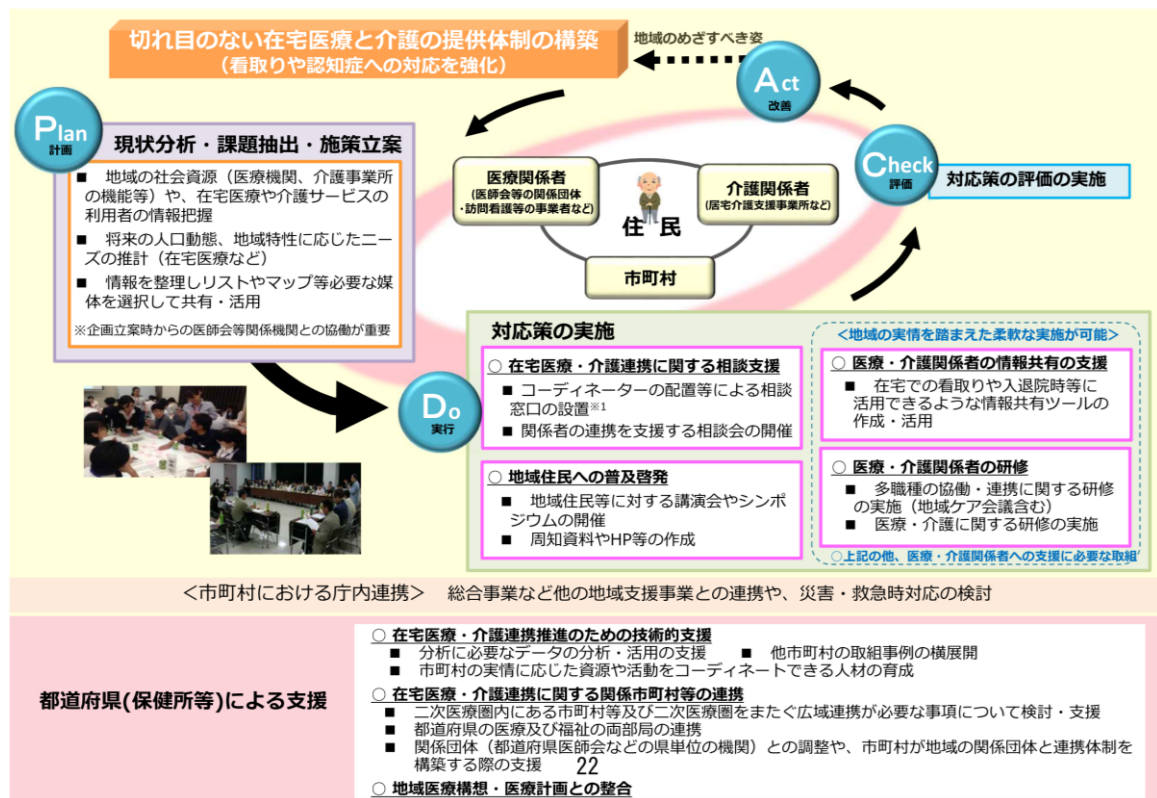 切れ目のない在宅医療と介護の提供体制の構築
（看取りや認知症への対応を強化）
地域のめざすべき姿
Act
改善
Plan
計画
現状分析・課題抽出・施策立案
■ 地域の社会資源（医療機関、介護事業所
の機能等）や、在宅医療や介護サービスの
利用者の情報把握
■ 将来の人口動態、地域特性に応じたニー
ズの推計（在宅医療など）
■ 情報を整理しリストやマップ等必要な媒
体を選択して共有・活用
※企画立案時からの医師会等関係機関との協働が重要
医療関係者
（医師会等の関係団体
・訪問看護等の事業者など）
介護関係者
（居宅介護支援事業所など）
住 民
市町村
Check
評価
対応策の評価の実施
Do
実行
対応策の実施
○ 在宅医療・介護連携に関する相談支援
■ コーディネーターの配置等による相談
窓口の設置※1
■ 関係者の連携を支援する相談会の開催
○ 地域住民への普及啓発
■ 地域住民等に対する講演会やシンポ
ジウムの開催
■ 周知資料やHP等の作成
＜地域の実情を踏まえた柔軟な実施が可能＞
○ 医療・介護関係者の情報共有の支援
■ 在宅での看取りや入退院時等に
活用できるような情報共有ツールの
作成・活用
○ 医療・介護関係者の研修
■ 多職種の協働・連携に関する研修
の実施（地域ケア会議含む）
■ 医療・介護に関する研修の実施
○上記の他、医療・介護関係者への支援に必要な取組
＜市町村における庁内連携＞ 総合事業など他の地域支援事業との連携や、災害・救急時対応の検討
都道府県(保健所等)による支援
○ 在宅医療・介護連携推進のための技術的支援
■ 分析に必要なデータの分析・活用の支援 ■ 他市町村の取組事例の横展開
■ 市町村の実情に応じた資源や活動をコーディネートできる人材の育成
○ 在宅医療・介護連携に関する関係市町村等の連携
■ 二次医療圏内にある市町村等及び二次医療圏をまたぐ広域連携が必要な事項について検討・支援
■ 都道府県の医療及び福祉の両部局の連携
■ 関係団体（都道府県医師会などの県単位の機関）との調整や、市町村が地域の関係団体と連携体制を
構築する際の支援
22
○ 地域医療構想・医療計画との整合